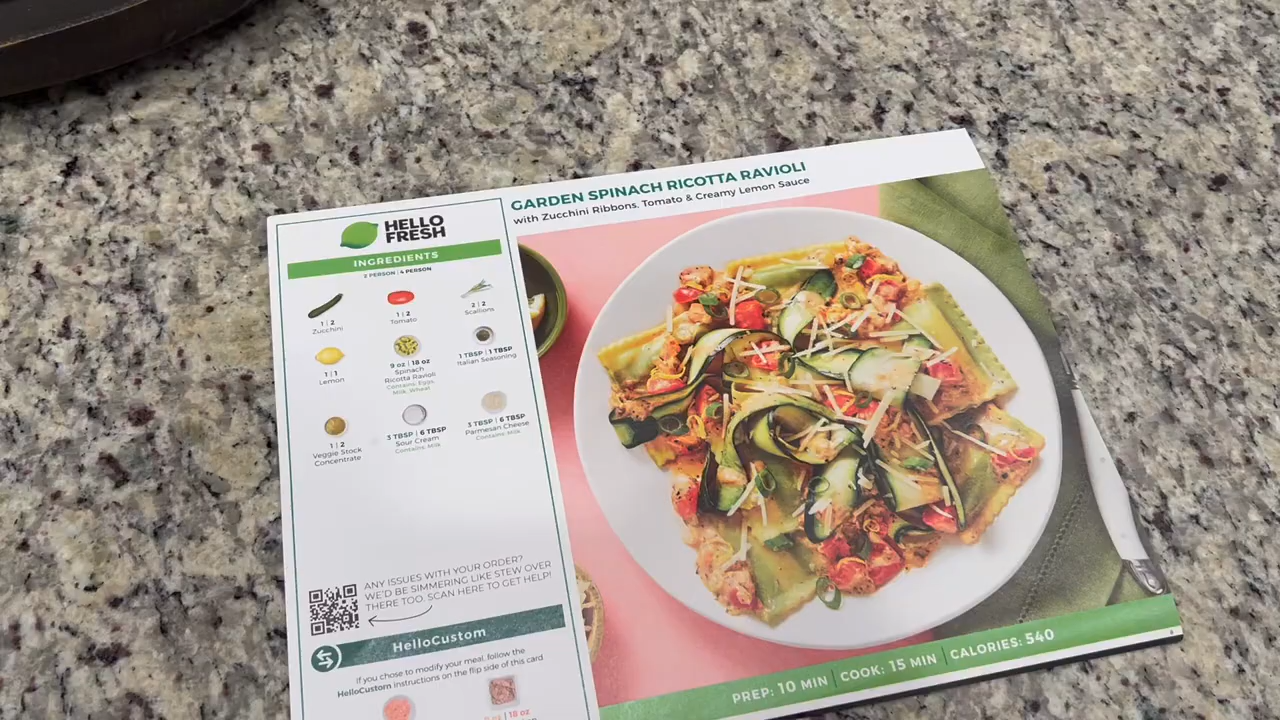 GARDEN SPINACH RICOTTA RAVIOLI
with Zucchini Ribbons, Tomato & Creamy Lemon Sauce
HELLO
FRESH
INGREDIENTS
2 PERSON | 4 PERSON
1 | 2
Zucchini
1 | 2
Tomato
2 | 2
Scallions
1 | 1
Lemon
9 oz | 18 oz
Spinach
Ricotta Ravioli
Contains: Eggs,
Milk, Wheat
1 TBSP | 1 TBSP
Italian Seasoning
1 | 2
Veggie Stock
Concentrate
3 TBSP | 6 TBSP
Sour Cream
Contains: Milk
3 TBSP | 6 TBSP
Parmesan Cheese
Contains: Milk
ANY ISSUES WITH YOUR ORDER?
WE'D BE SIMMERING LIKE STEW OVER
THERE TOO. SCAN HERE TO GET HELP!
HelloCustom
If you chose to modify your meal, follow the
HelloCustom instructions on the flip side of this card
oz | 18 oz
PREP: 10 MIN | COOK: 15 MIN | CALORIES: 540